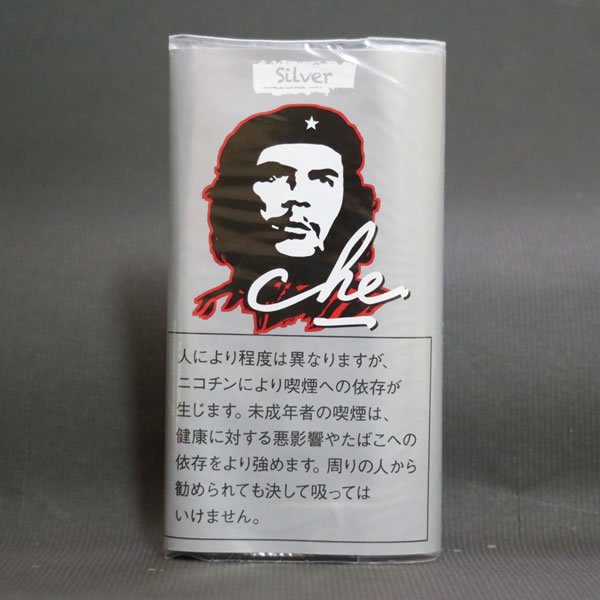 Silver
che
人により程度は異なりますが、
ニコチンにより喫煙への依存が
生じます。未成年者の喫煙は、
健康に対する悪影響やたばこへの
依存をより強めます。周りの人から
勧められても決して吸っては
いけません。